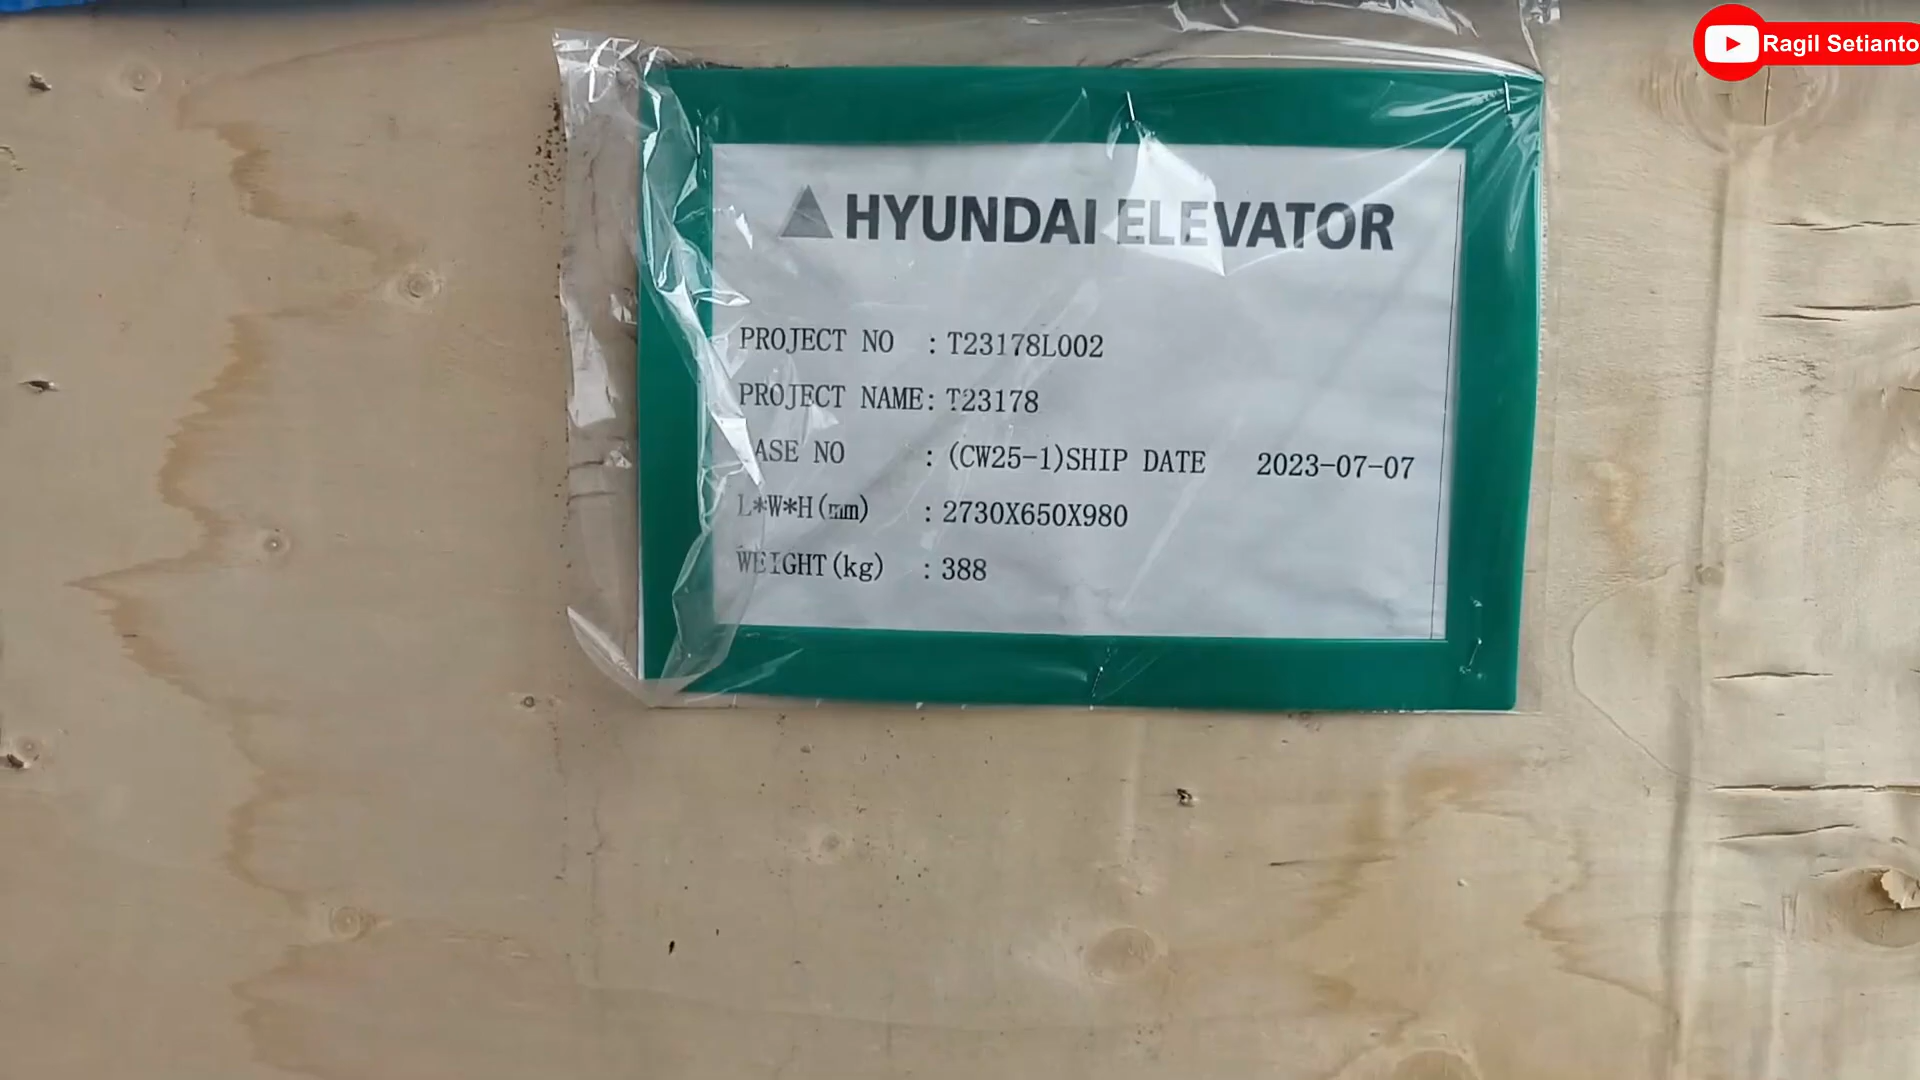 Ragil Setianto
HYUNDAI ELEVATOR
PROJECT NO : T23178L002
PROJECT NAME: T23178
ASE NO : (CW25-1)SHIP DATE 2023-07-07
L*W*H(mm) : 2730X650X980
WEIGHT(kg) : 388